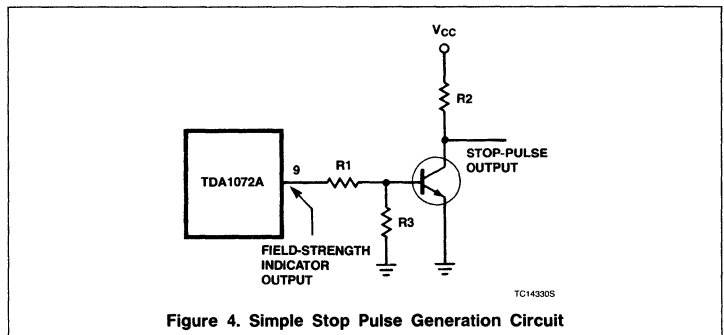 VCC
R2
STOP-PULSE
OUTPUT
TDA1072A
9
R1
R3
FIELD-STRENGTH
INDICATOR
OUTPUT
TC14330S
Figure 4. Simple Stop Pulse Generation Circuit